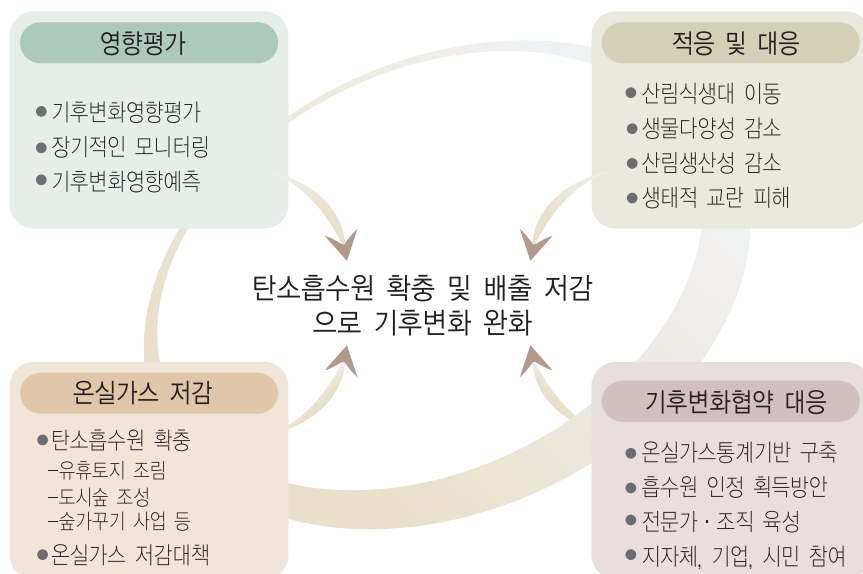 영향평가
● 기후변화영향평가
● 장기적인 모니터링
● 기후변화영향예측
적응 및 대응
● 산림식생대 이동
● 생물다양성 감소
● 산림생산성 감소
● 생태적 교란 피해
탄소흡수원 확충 및 배출 저감
으로 기후변화 완화
온실가스 저감
● 탄소흡수원 확충
-유휴토지 조림
-도시숲 조성
-숲가꾸기 사업 등
● 온실가스 저감대책
기후변화협약 대응
● 온실가스통계기반 구축
● 흡수원 인정 획득방안
● 전문가 · 조직 육성
● 지자체, 기업, 시민 참여